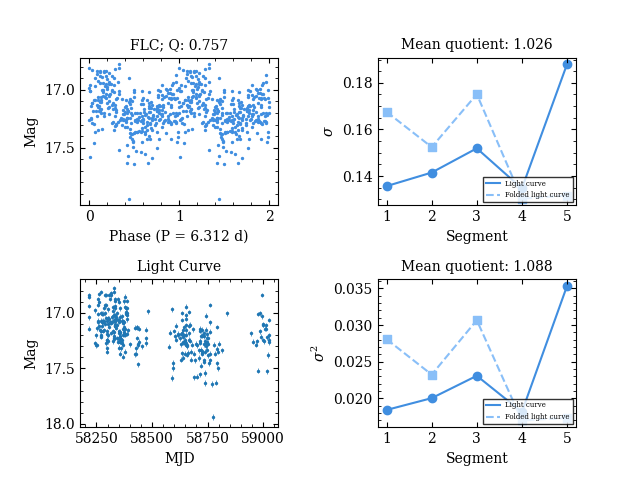 FLC; Q: 0.757
Mag
17.0
17.5
0
1
2
Phase (P = 6.312 d)
Mean quotient: 1.026
σ
0.18
0.16
0.14
1
2
3
4
5
Segment
Light curve
Folded light curve
Light Curve
Mag
17.0
17.5
18.0
58250
58500
58750
59000
MJD
Mean quotient: 1.088
σ²
0.035
0.030
0.025
0.020
1
2
3
4
5
Segment
Light curve
Folded light curve